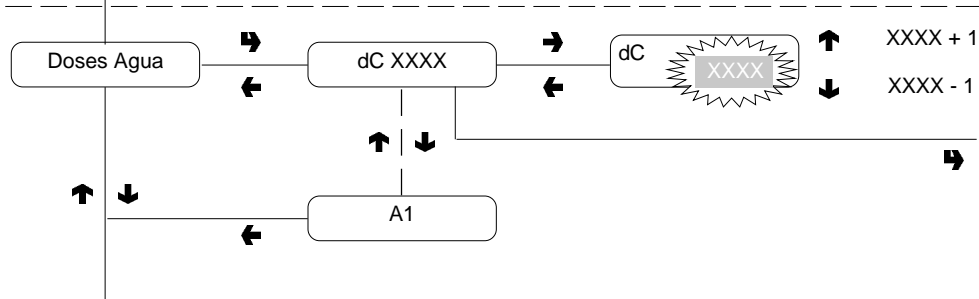 Doses Agua
dC XXXX
dC
XXXX
XXXX + 1
XXXX - 1
A1